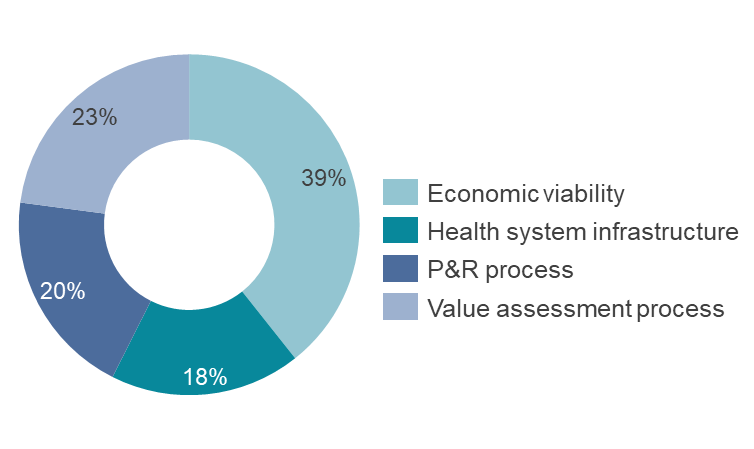 23%
39%
20%
18%
Economic viability
Health system infrastructure
P&R process
Value assessment process